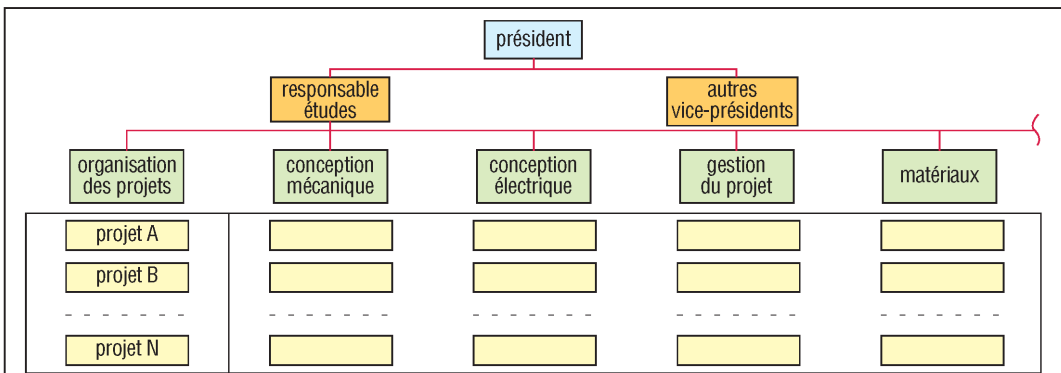 président
responsable
études
autres
vice-présidents
organisation
des projets
conception
mécanique
conception
électrique
gestion
du projet
matériaux
projet A
projet B
projet N